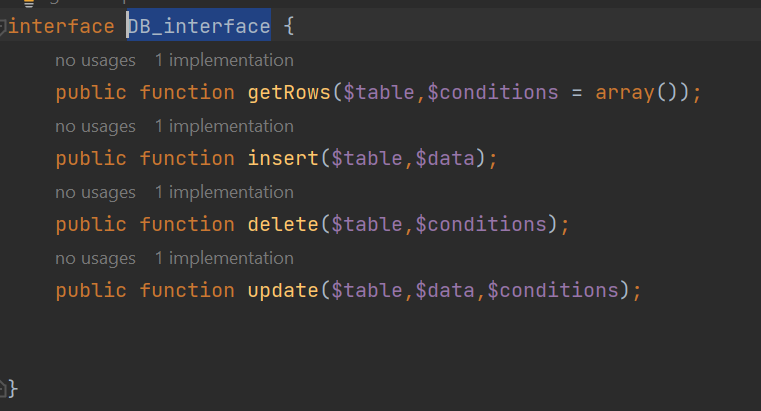 interface DB_interface {
no usages 1 implementation
public function getRows($table,$conditions = array());
no usages 1 implementation
public function insert($table,$data);
no usages 1 implementation
public function delete($table,$conditions);
no usages 1 implementation
public function update($table,$data,$conditions);
}